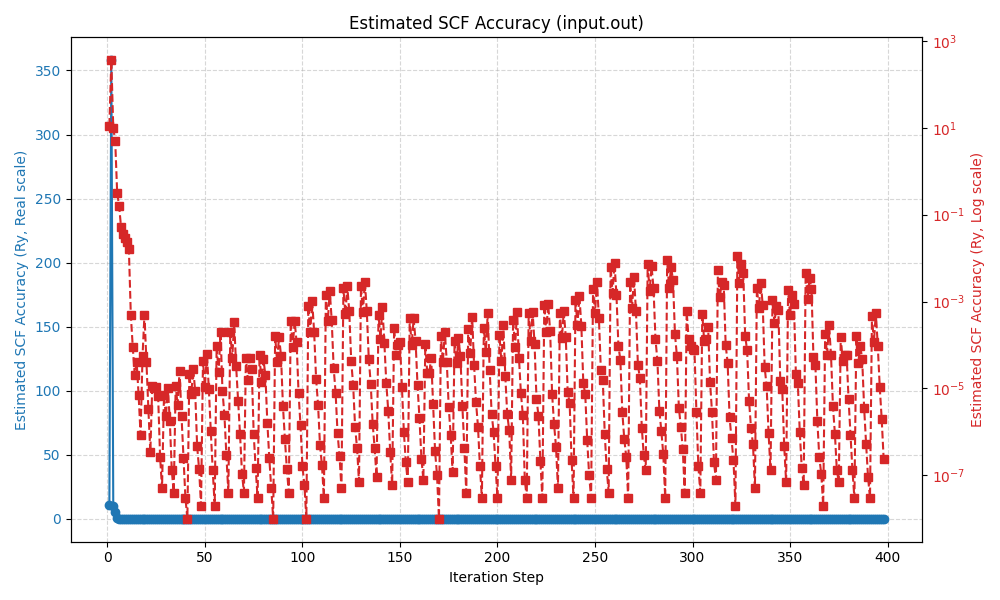 Estimated SCF Accuracy (input.out)
Estimated SCF Accuracy (Ry, Real scale)
350
300
250
200
150
100
50
0
0 50 100 150 200 250 300 350 400
Iteration Step
10³
10¹
10⁻¹
10⁻³
10⁻⁵
10⁻⁷
Estimated SCF Accuracy (Ry, Log scale)